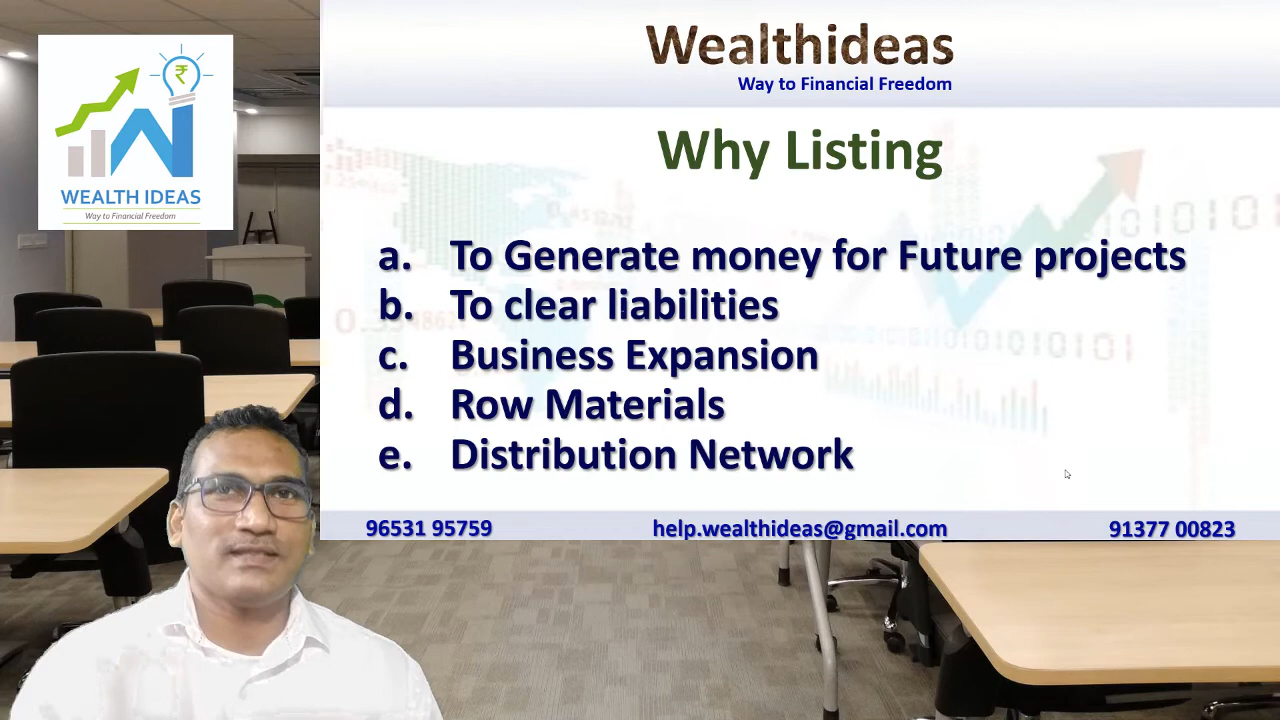 WEALTH IDEAS
Way to Financial Freedom
Wealthideas
Way to Financial Freedom
Why Listing
a. To Generate money for Future projects
b. To clear liabilities
c. Business Expansion
d. Row Materials
e. Distribution Network
96531 95759 help.wealthideas@gmail.com 91377 00823